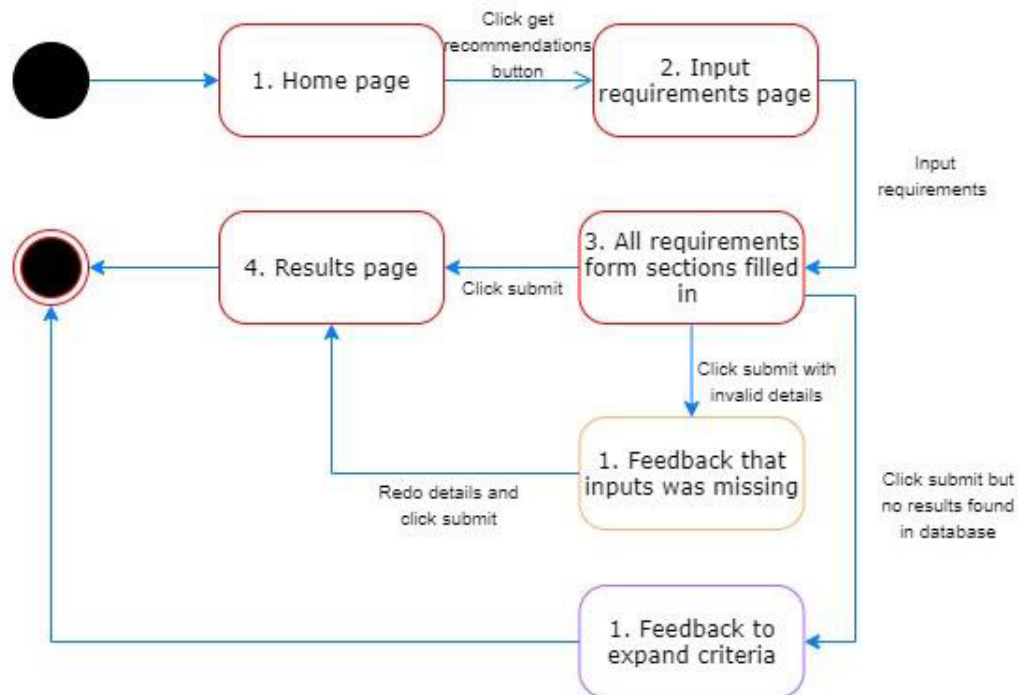 Click get
recommendations
button
1. Home page
2. Input
requirements page
Input
requirements
4. Results page
Click submit
3. All requirements
form sections filled
in
Click submit with
invalid details
1. Feedback that
inputs was missing
Redo details and
click submit
Click submit but
no results found
in database
1. Feedback to
expand criteria